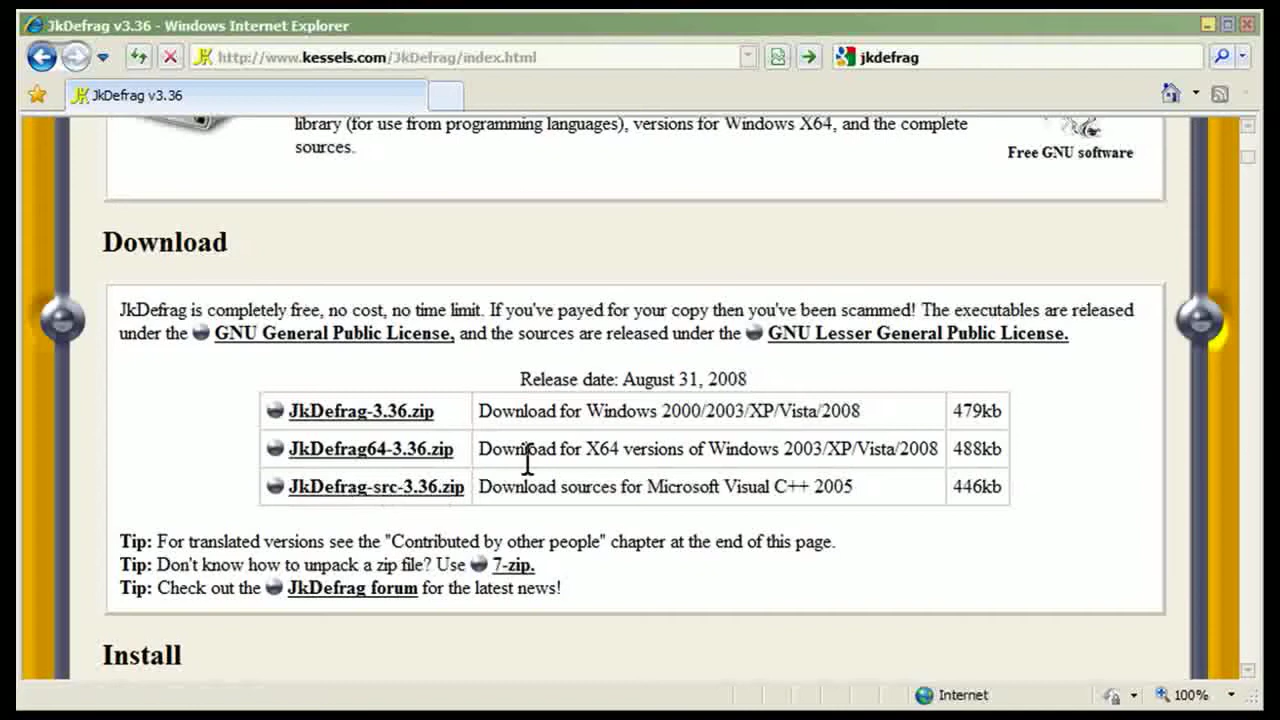 JkDefrag v3.36 - Windows Internet Explorer
http://www.kessels.com/JkDefrag/index.html
jkdefrag
JkDefrag v3.36
library (for use from programming languages), versions for Windows X64, and the complete
sources.
Free GNU software
Download
JkDefrag is completely free, no cost, no time limit. If you've payed for your copy then you've been scammed! The executables are released
under the GNU General Public License, and the sources are released under the GNU Lesser General Public License.
Release date: August 31, 2008
JkDefrag-3.36.zip Download for Windows 2000/2003/XP/Vista/2008 479kb
JkDefrag64-3.36.zip Download for X64 versions of Windows 2003/XP/Vista/2008 488kb
JkDefrag-src-3.36.zip Download sources for Microsoft Visual C++ 2005 446kb
Tip: For translated versions see the "Contributed by other people" chapter at the end of this page.
Tip: Don't know how to unpack a zip file? Use 7-zip.
Tip: Check out the JkDefrag forum for the latest news!
Install
Internet
100%